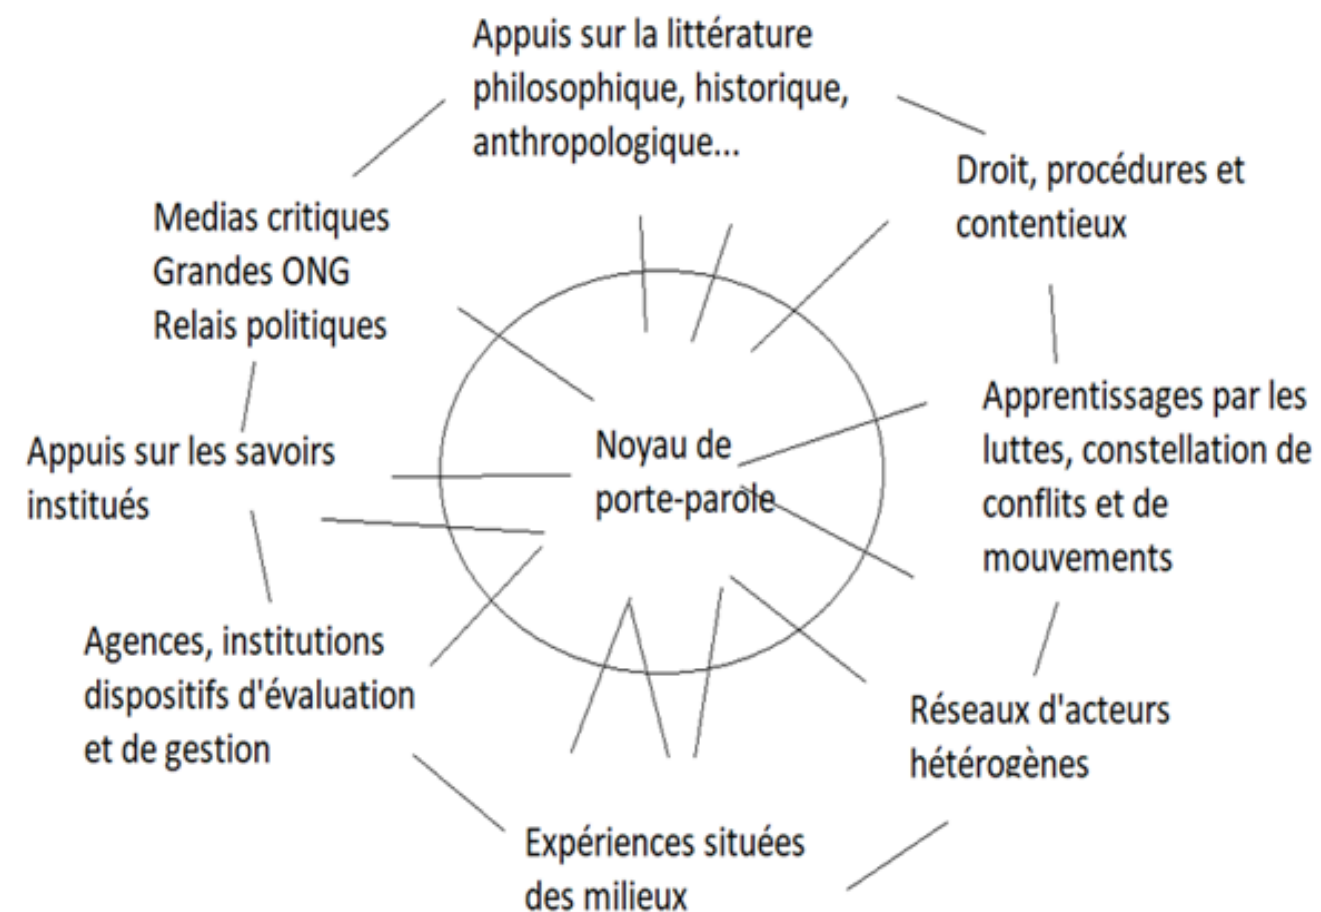 Appuis sur la littérature
philosophique, historique,
anthropologique...
Droit, procédures et
contentieux
Medias critiques
Grandes ONG
Relais politiques
Apprentissages par les
luttes, constellation de
conflits et de
mouvements
Noyau de
porte-parole
Appuis sur les savoirs
institués
Agences, institutions
dispositifs d'évaluation
et de gestion
Réseaux d'acteurs
hétérogènes
Expériences situées
des milieux